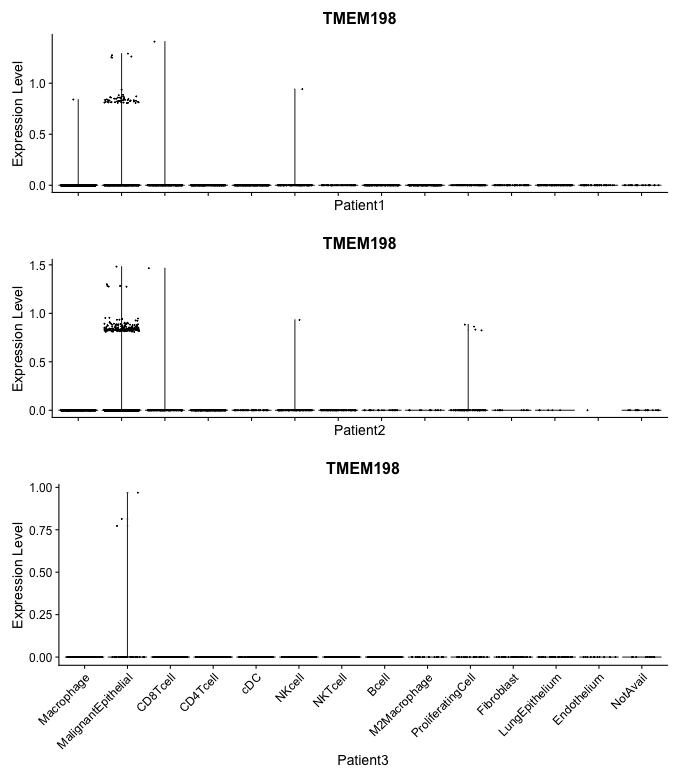 TMEM198
Expression Level
1.0
0.5
0.0
Patient1
TMEM198
Expression Level
1.5
1.0
0.5
0.0
Patient2
TMEM198
Expression Level
1.00
0.75
0.50
0.25
0.00
Macrophage
MalignantEpithelial
CD8Tcell
CD4Tcell
cDC
NKcell
NKTcell
Bcell
M2Macrophage
ProliferatingCell
Fibroblast
LungEpithelium
Endothelium
NotAvail
Patient3